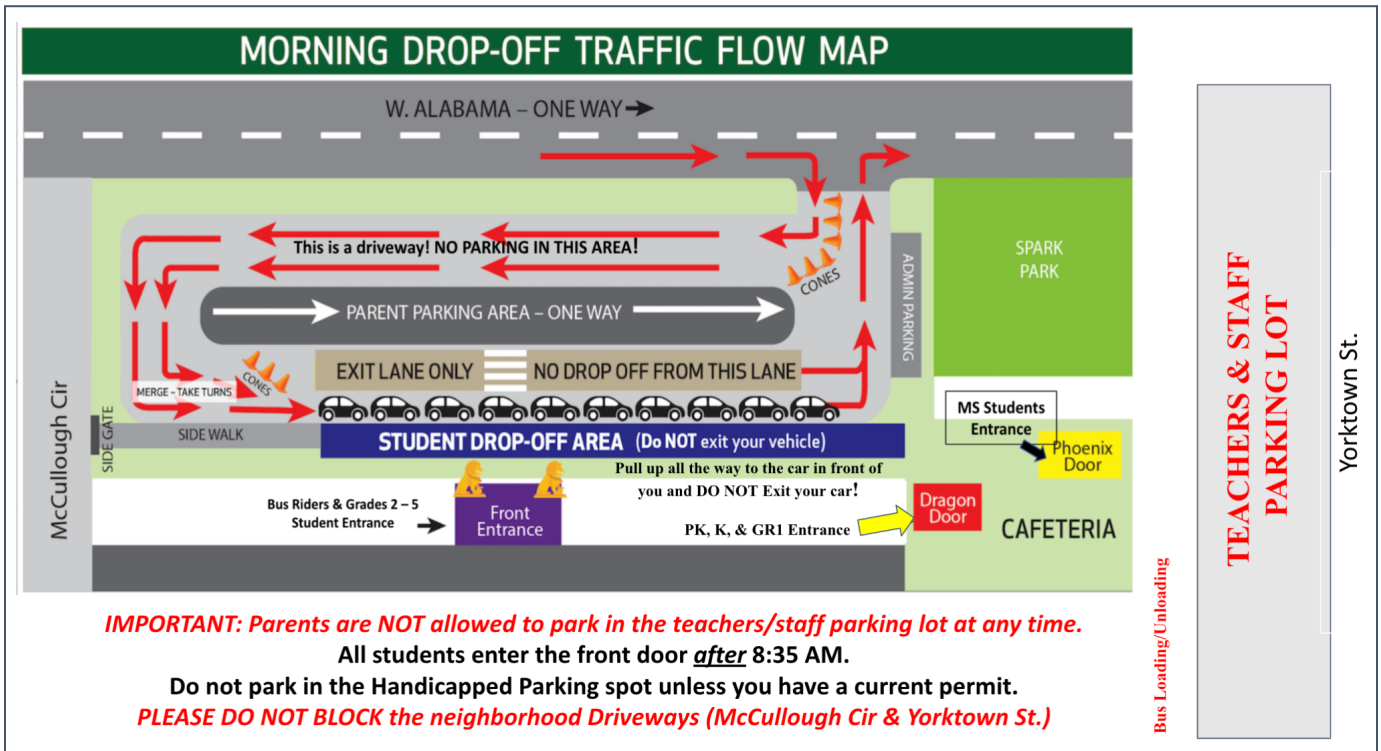 MORNING DROP-OFF TRAFFIC FLOW MAP
W. ALABAMA – ONE WAY
This is a driveway! NO PARKING IN THIS AREA!
CONES
SPARK
PARK
ADMIN PARKING
PARENT PARKING AREA – ONE WAY
EXIT LANE ONLY
NO DROP OFF FROM THIS LANE
CONES
MERGE – TAKE TURNS
McCullough Cir
SIDE GATE
SIDE WALK
STUDENT DROP-OFF AREA (Do NOT exit your vehicle)
MS Students
Entrance
Phoenix
Door
Pull up all the way to the car in front of
you and DO NOT Exit your car!
Bus Riders & Grades 2 – 5
Student Entrance
Front
Entrance
PK, K, & GR1 Entrance
Dragon
Door
CAFETERIA
Bus Loading/Unloading
TEACHERS & STAFF
PARKING LOT
Yorktown St.
IMPORTANT: Parents are NOT allowed to park in the teachers/staff parking lot at any time.
All students enter the front door after 8:35 AM.
Do not park in the Handicapped Parking spot unless you have a current permit.
PLEASE DO NOT BLOCK the neighborhood Driveways (McCullough Cir & Yorktown St.)